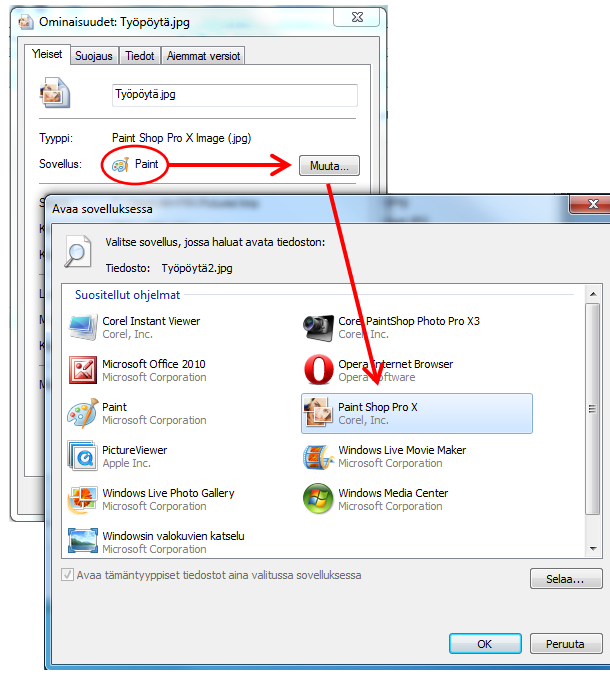 Ominaisuudet: Työpöytä.jpg
Yleiset Suojaus Tiedot Aiemmat versiot
Työpöytä.jpg
Tyyppi: Paint Shop Pro X Image (.jpg)
Sovellus: Paint Muuta...
Avaa sovelluksessa
Valitse sovellus, jossa haluat avata tiedoston:
Tiedosto: Työpöytä2.jpg
Suositellut ohjelmat
Corel Instant Viewer
Corel, Inc.
Corel PaintShop Photo Pro X3
Corel, Inc.
Microsoft Office 2010
Microsoft Corporation
Opera Internet Browser
Opera Software
Paint
Microsoft Corporation
Paint Shop Pro X
Corel, Inc.
PictureViewer
Apple Inc.
Windows Live Movie Maker
Microsoft Corporation
Windows Live Photo Gallery
Microsoft Corporation
Windows Media Center
Microsoft Corporation
Windowsin valokuvien katselu
Microsoft Corporation
Avaa tämäntyyppiset tiedostot aina valitussa sovelluksessa
Selaa...
OK Peruuta